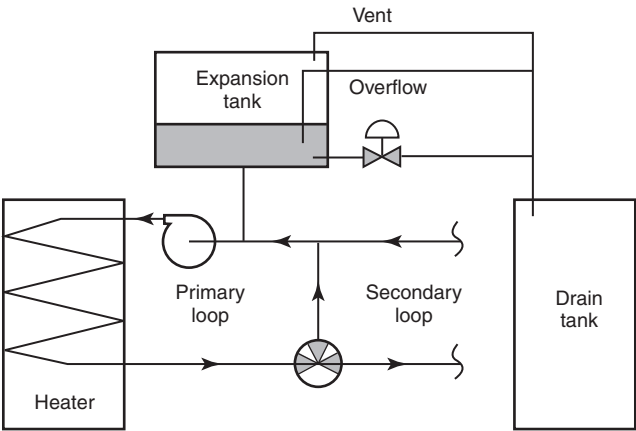 Vent
Expansion
tank
Overflow
Primary
loop
Secondary
loop
Drain
tank
Heater